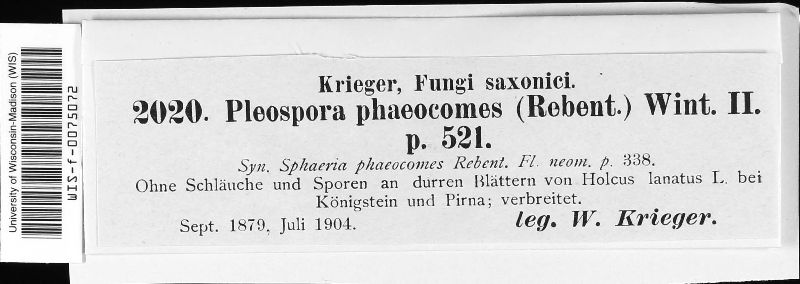 University of Wisconsin-Madison (WIS)
WIS-f-0075072
Krieger, Fungi saxonici.
2020. Pleospora phaeocomes (Rebent.) Wint. II.
p. 521.
Syn. Sphaeria phaeocomes Rebent. Fl. neom. p. 338.
Ohne Schläuche und Sporen an durren Blättern von Holcus lanatus L. bei
Königstein und Pirna; verbreitet.
Sept. 1879, Juli 1904.
leg. W. Krieger.